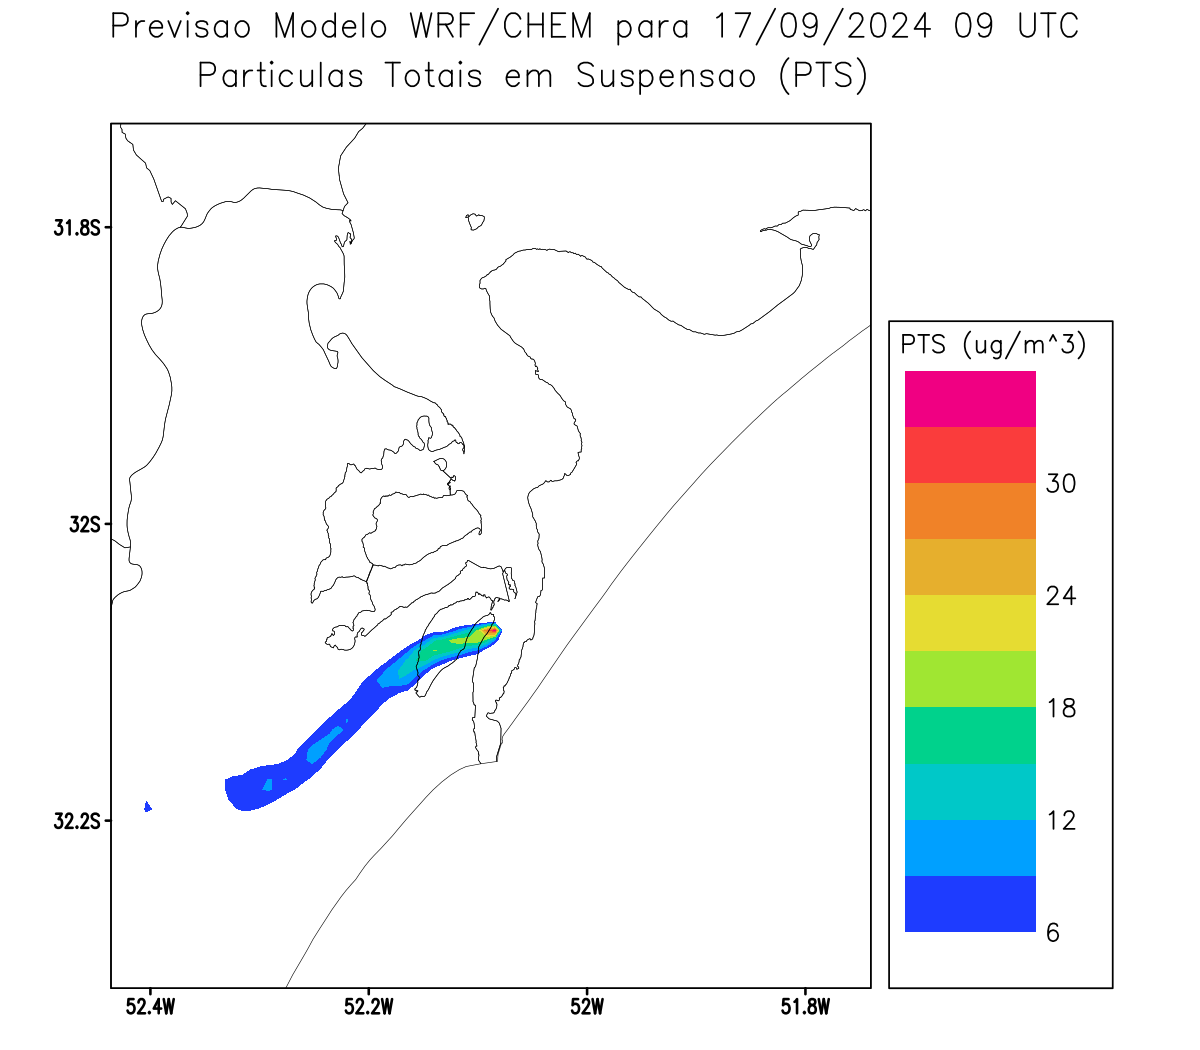 Previsao Modelo WRF/CHEM para 17/09/2024 09 UTC
Particulas Totais em Suspensao (PTS)
31.8S
32S
32.2S
52.4W
52.2W
52W
51.8W
PTS (ug/m^3)
30
24
18
12
6